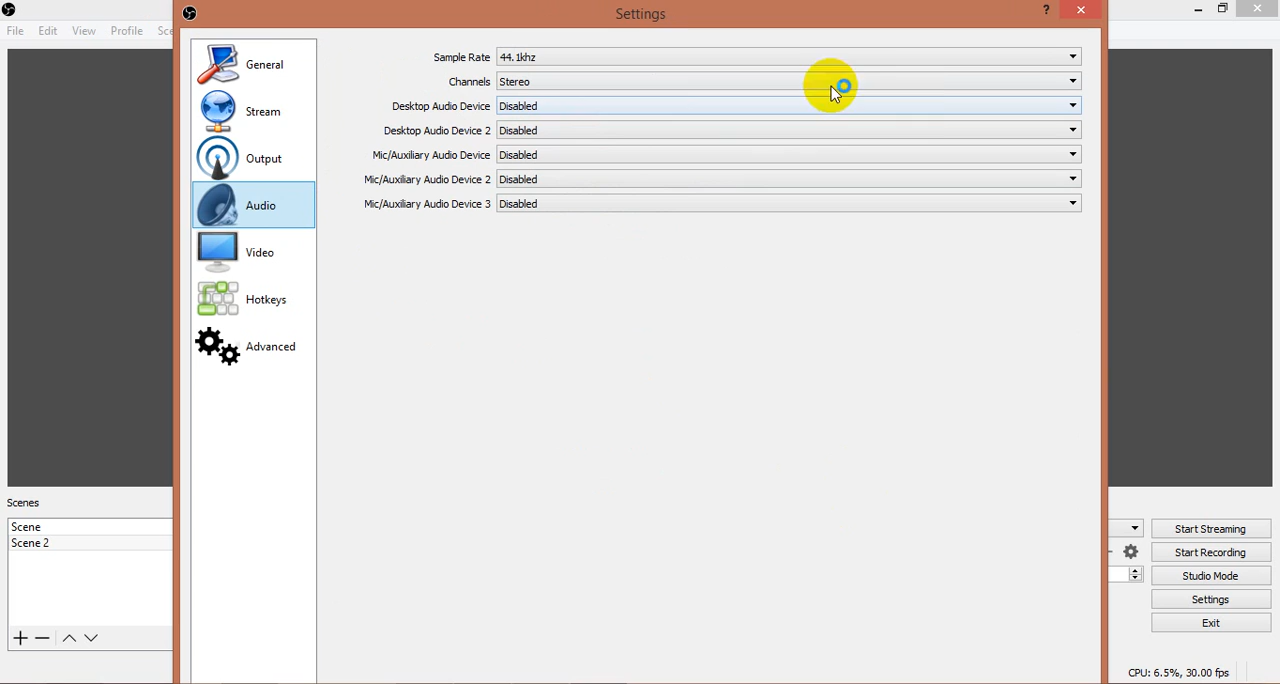 Settings
?
File Edit View Profile Sce
General
Stream
Output
Audio
Video
Hotkeys
Advanced
Sample Rate 44.1khz
Channels Stereo
Desktop Audio Device Disabled
Desktop Audio Device 2 Disabled
Mic/Auxiliary Audio Device Disabled
Mic/Auxiliary Audio Device 2 Disabled
Mic/Auxiliary Audio Device 3 Disabled
Scenes
Scene
Scene 2
Start Streaming
Start Recording
Studio Mode
Settings
Exit
CPU: 6.5%, 30.00 fps